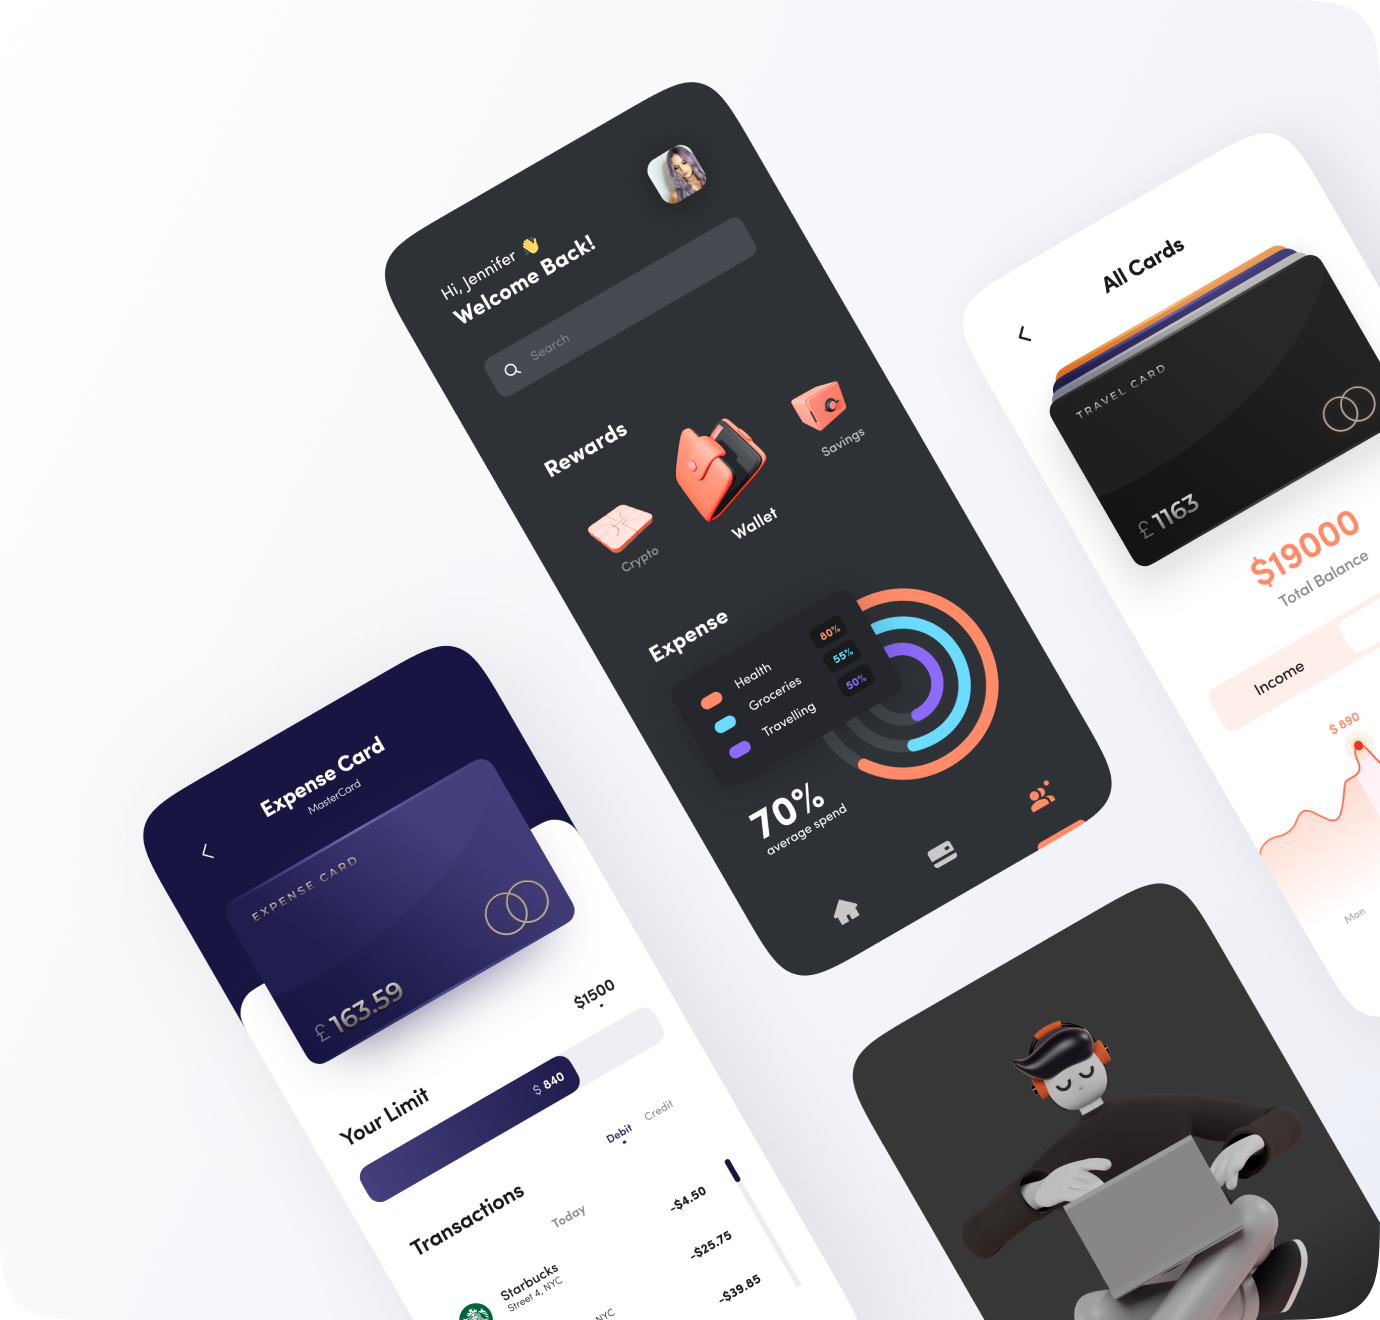 Hi, Jennifer 👋
Welcome Back!
Search
Rewards
Crypto
Wallet
Savings
Expense
Health 80%
Groceries 55%
Travelling 50%
70%
average spend
All Cards
TRAVEL CARD
£ 1163
$19000
Total Balance
Income
$ 890
Mon
Expense Card
MasterCard
EXPENSE CARD
£ 163.59
$1500
Your Limit
$ 840
Debit Credit
Transactions
Today
-$4.50
Starbucks
Street 4, NYC
-$25.75
NYC
-$39.85